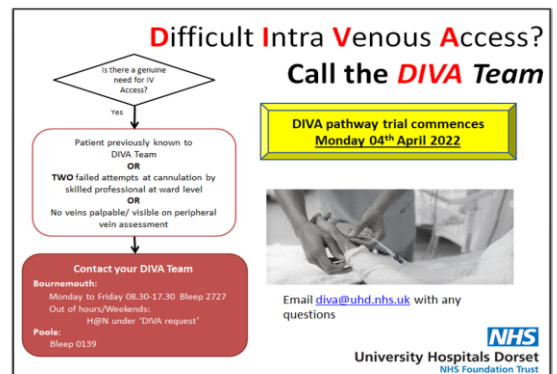 Difficult Intra Venous Access?
Call the DIVA Team
Is there a genuine
need for IV
Access?
Yes
Patient previously known to
DIVA Team
OR
TWO failed attempts at cannulation by
skilled professional at ward level
OR
No veins palpable/ visible on peripheral
vein assessment
Contact your DIVA Team
Bournemouth:
Monday to Friday 08.30-17.30 Bleep 2727
Out of hours/Weekends:
H@N under 'DIVA request'
Poole:
Bleep 0139
DIVA pathway trial commences
Monday 04th April 2022
Email diva@uhd.nhs.uk with any
questions
NHS
University Hospitals Dorset
NHS Foundation Trust